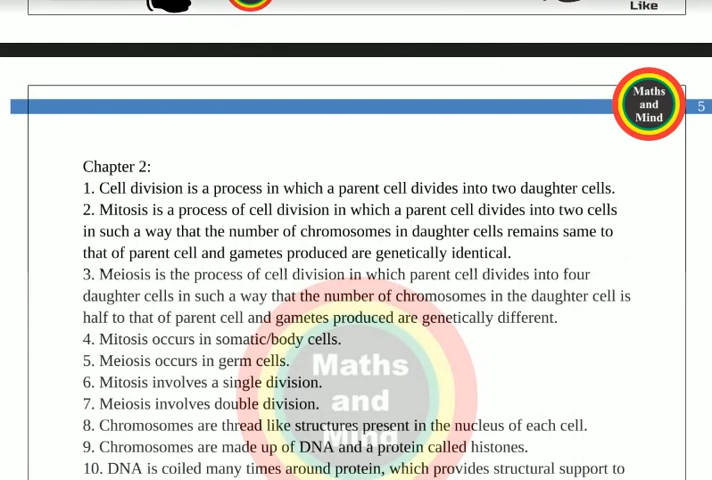 Like
Maths
and
Mind
5
Chapter 2:
1. Cell division is a process in which a parent cell divides into two daughter cells.
2. Mitosis is a process of cell division in which a parent cell divides into two cells
in such a way that the number of chromosomes in daughter cells remains same to
that of parent cell and gametes produced are genetically identical.
3. Meiosis is the process of cell division in which parent cell divides into four
daughter cells in such a way that the number of chromosomes in the daughter cell is
half to that of parent cell and gametes produced are genetically different.
4. Mitosis occurs in somatic/body cells.
5. Meiosis occurs in germ cells.
6. Mitosis involves a single division.
7. Meiosis involves double division.
8. Chromosomes are thread like structures present in the nucleus of each cell.
9. Chromosomes are made up of DNA and a protein called histones.
10. DNA is coiled many times around protein, which provides structural support to
Maths
and
Mind